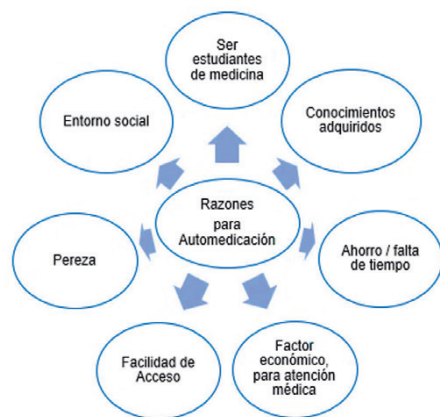 Ser
estudiantes
de medicina
Entorno social
Conocimientos
adquiridos
Razones
para
Automedicación
Pereza
Ahorro / falta
de tiempo
Facilidad de
Acceso
Factor
económico,
para atención
médica